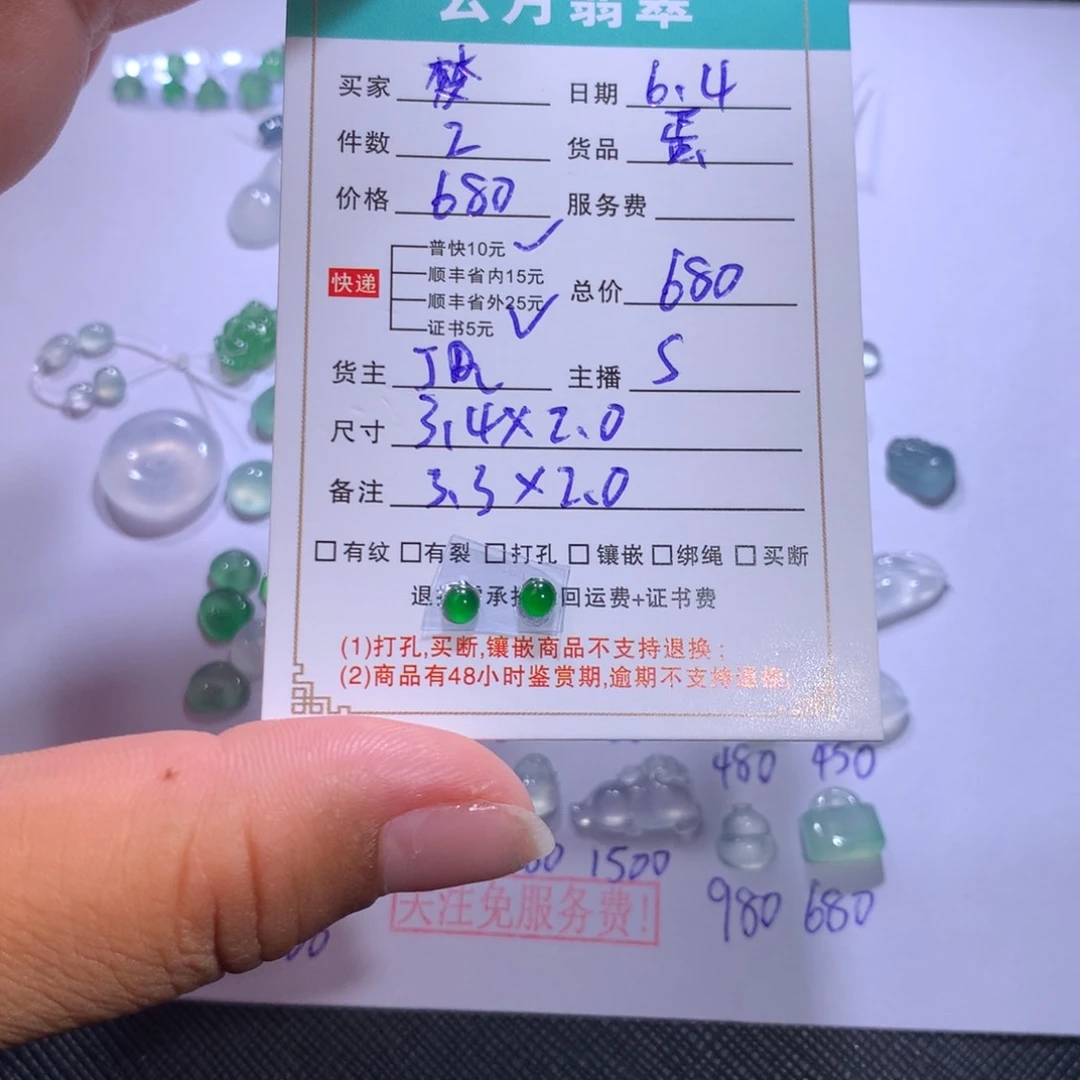 云月翡翠
买家 梦 日期 6.4
件数 2 货品 蛋
价格 680 服务费
普快10元 ✓
快递 顺丰省内15元 总价 680
顺丰省外25元
证书5元 ✓
货主 主播 S
尺寸 3.4×2.0
备注 3.3×2.0
□有纹 □有裂 □打孔 □镶嵌 □绑绳 □买断
退 承 回运费+证书费
(1)打孔,买断,镶嵌商品不支持退换;
(2)商品有48小时鉴赏期,逾期不支持退换
480 450
1500
980 680
关注免服务费!